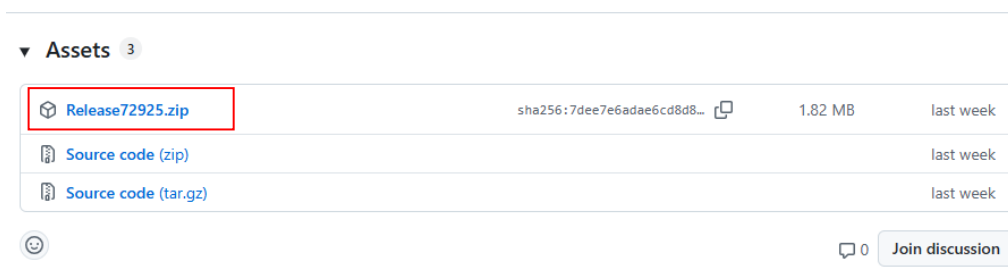 Assets 3
Release72925.zip sha256:7dee7e6adae6cd8d8… 1.82 MB last week
Source code (zip) last week
Source code (tar.gz) last week
0 Join discussion